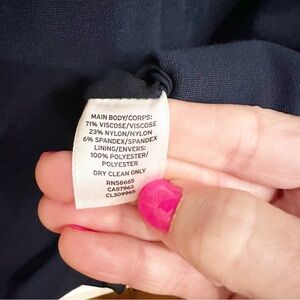 MAIN BODY/CORPS:
71% VISCOSE/VISCOSE
23% NYLON/NYLON
6% SPANDEX/SPANDEX
LINING/ENVERS:
100% POLYESTER/
POLYESTER
DRY CLEAN ONLY
RN58665
CA57963
CL309965